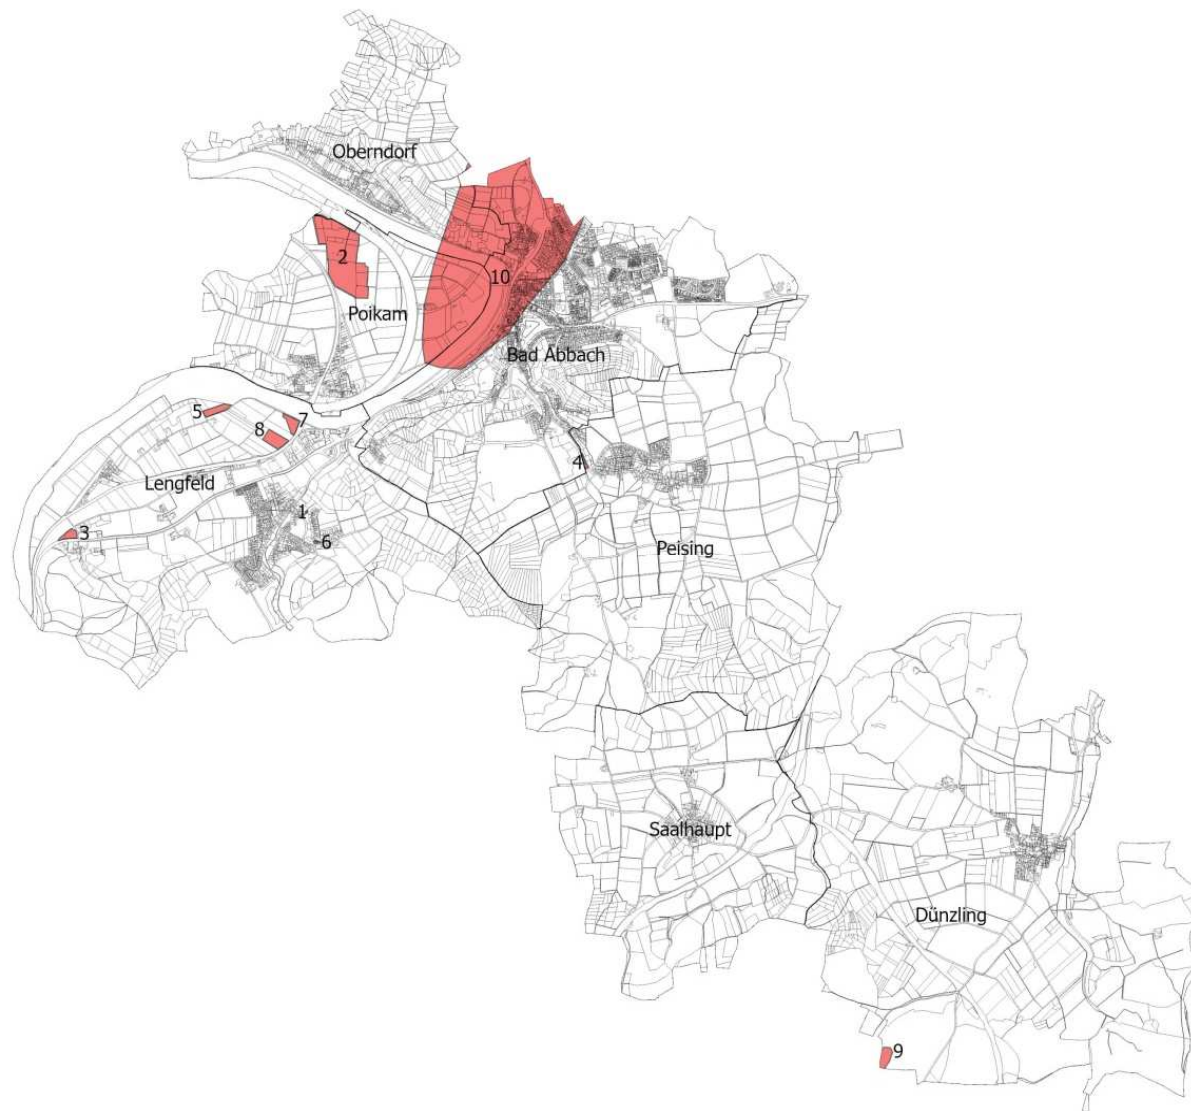 Oberndorf
2
10
Poikam
Bad Abbach
5
7
8
4
Lengfeld
1
3
6
Peising
Saalhaupt
Dünzling
9